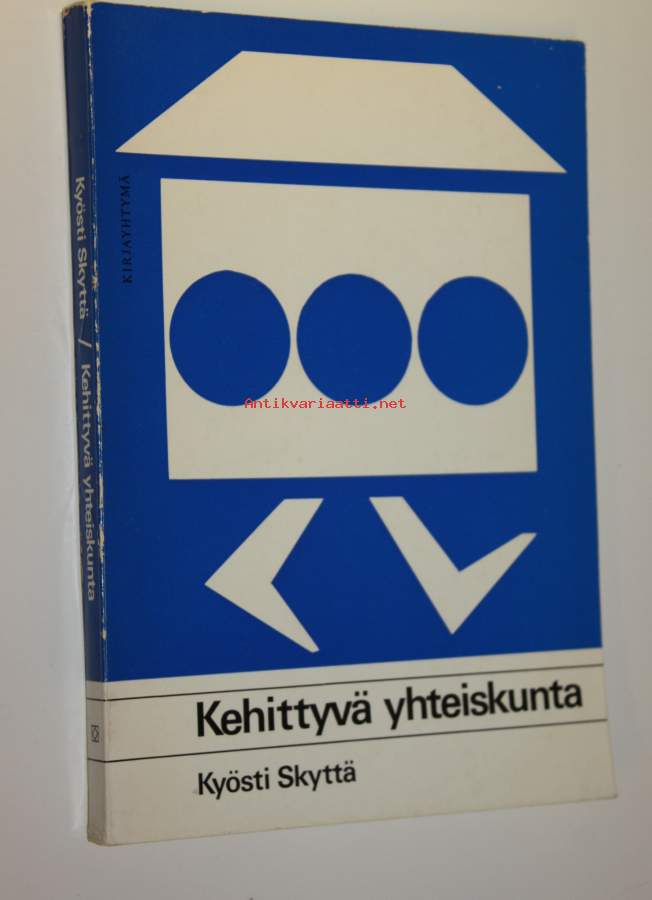 KIRJAYHTYMÄ
Kyösti Skyttä / Kehittyvä yhteiskunta
Antikvariaatti.net
Kehittyvä yhteiskunta
Kyösti Skyttä